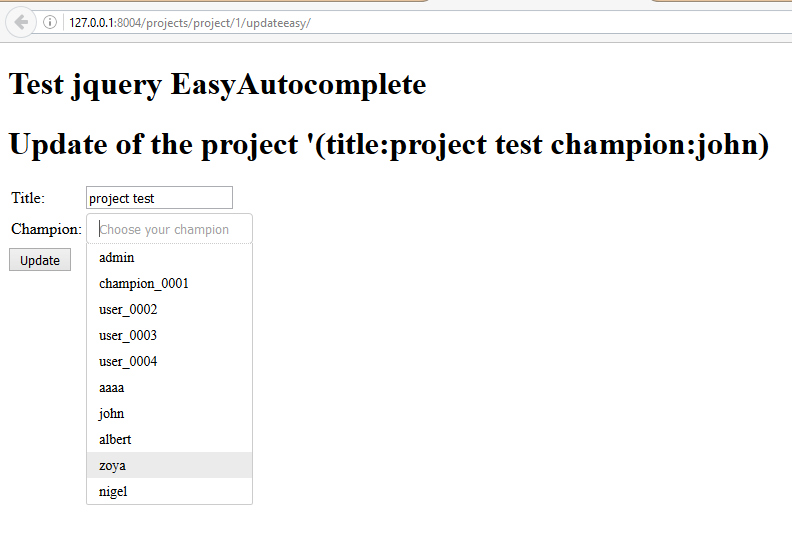 127.0.0.1:8004/projects/project/1/updateeasy/
Test jquery EasyAutocomplete
Update of the project '(title:project test champion:john)
Title: project test
Champion: Choose your champion
Update
admin
champion_0001
user_0002
user_0003
user_0004
aaaa
john
albert
zoya
nigel